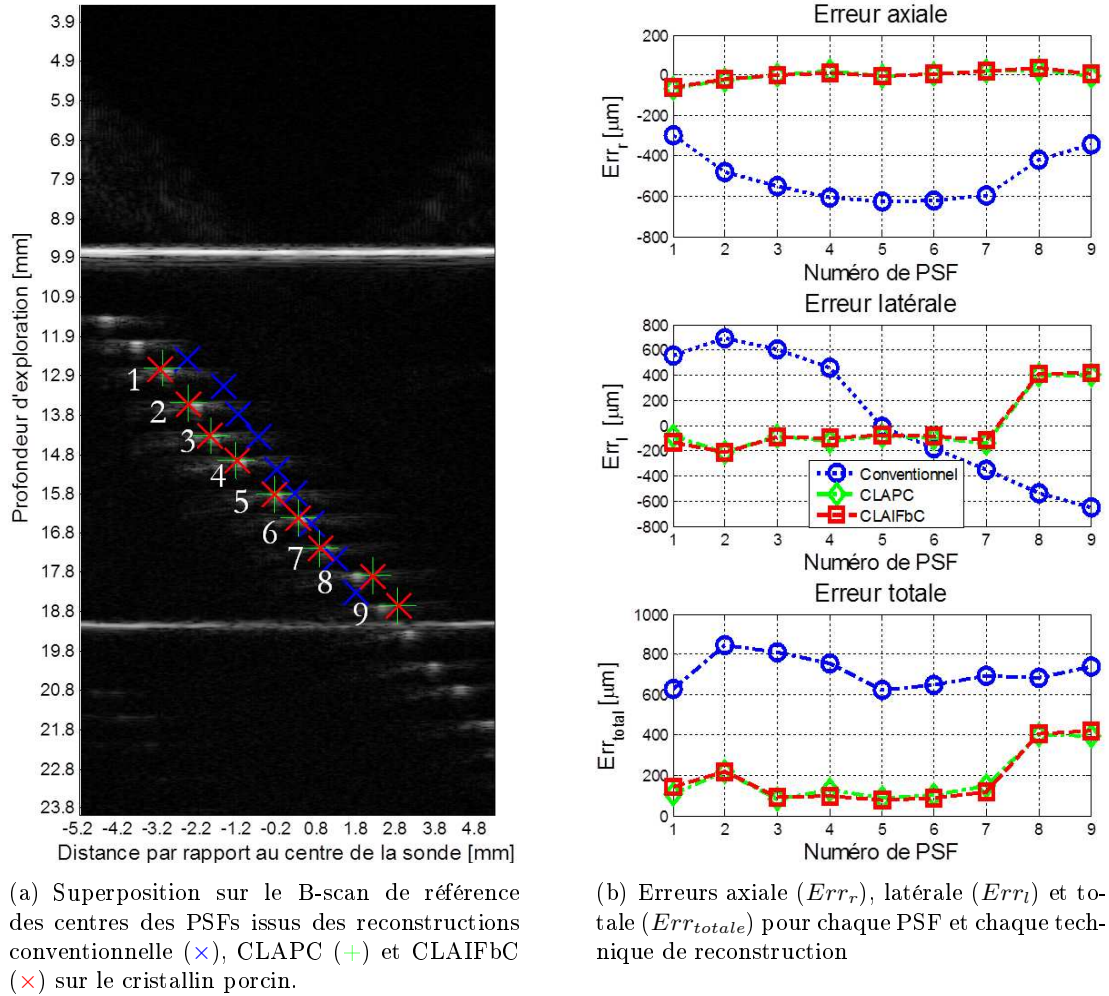 3.9
4.9
5.9
6.9
7.9
8.9
9.9
10.9
11.9
12.9
13.8
14.8
15.8
16.8
17.8
18.8
19.8
20.8
21.8
22.8
23.8
Profondeur d'exploration [mm]
1
2
3
4
5
6
7
8
9
-5.2 -4.2 -3.2 -2.2 -1.2 -0.2 0.8 1.8 2.8 3.8 4.8
Distance par rapport au centre de la sonde [mm]
(a) Superposition sur le B-scan de référence
des centres des PSFs issus des reconstructions
conventionnelle (×), CLAPC (+) et CLAIFbC
(×) sur le cristallin porcin.
Erreur axiale
200
0
-200
-400
-600
-800
Err_r [µm]
1 2 3 4 5 6 7 8 9
Numéro de PSF
Erreur latérale
800
600
400
200
0
-200
-400
-600
-800
Err_l [µm]
Conventionnel
CLAPC
CLAIFbC
1 2 3 4 5 6 7 8 9
Numéro de PSF
Erreur totale
1000
800
600
400
200
0
Err_total [µm]
1 2 3 4 5 6 7 8 9
Numéro de PSF
(b) Erreurs axiale (Err_r), latérale (Err_l) et to-
tale (Err_totale) pour chaque PSF et chaque tech-
nique de reconstruction